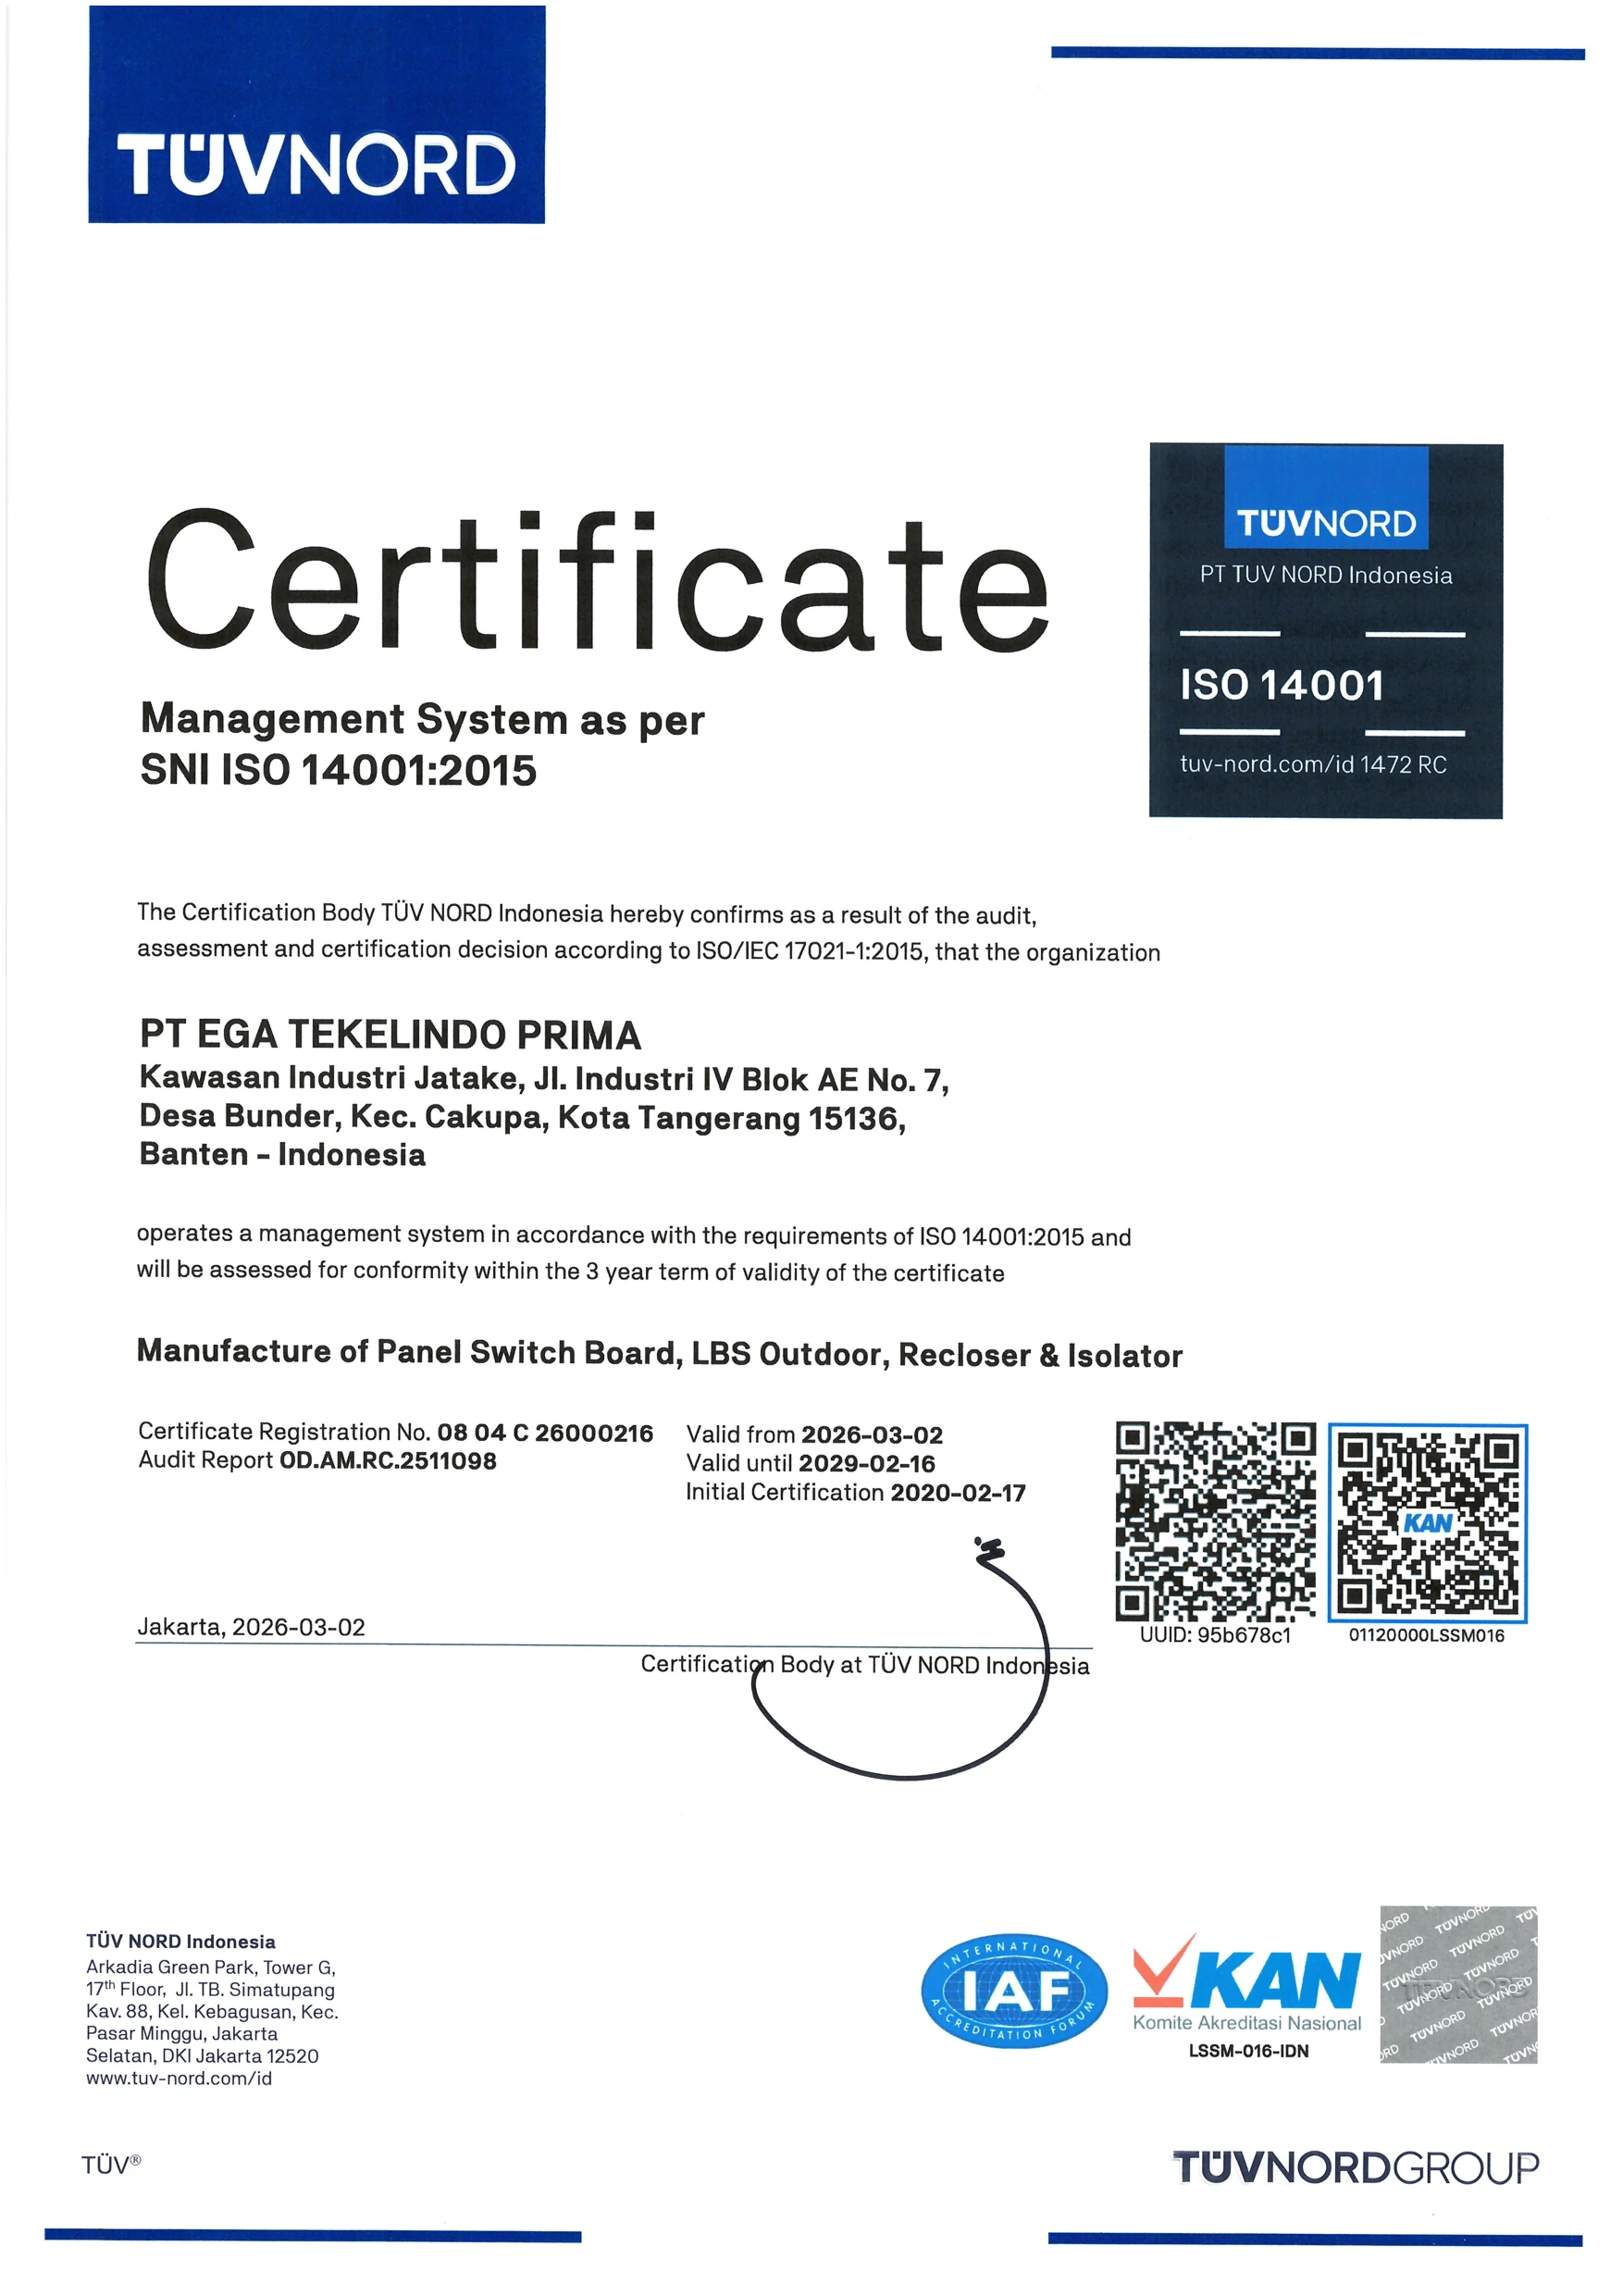 TÜVNORD
Certificate
Management System as per
SNI ISO 14001:2015
TÜVNORD
PT TUV NORD Indonesia
ISO 14001
tuv-nord.com/id 1472 RC
The Certification Body TÜV NORD Indonesia hereby confirms as a result of the audit,
assessment and certification decision according to ISO/IEC 17021-1:2015, that the organization
PT EGA TEKELINDO PRIMA
Kawasan Industri Jatake, Jl. Industri IV Blok AE No. 7,
Desa Bunder, Kec. Cakupa, Kota Tangerang 15136,
Banten - Indonesia
operates a management system in accordance with the requirements of ISO 14001:2015 and
will be assessed for conformity within the 3 year term of validity of the certificate
Manufacture of Panel Switch Board, LBS Outdoor, Recloser & Isolator
Certificate Registration No. 08 04 C 26000216
Audit Report OD.AM.RC.2511098
Valid from 2026-03-02
Valid until 2029-02-16
Initial Certification 2020-02-17
KAN
UUID: 95b678c1
01120000LSSM016
Jakarta, 2026-03-02
Certification Body at TÜV NORD Indonesia
TÜV NORD Indonesia
Arkadia Green Park, Tower G,
17th Floor, Jl. TB. Simatupang
Kav. 88, Kel. Kebagusan, Kec.
Pasar Minggu, Jakarta
Selatan, DKI Jakarta 12520
www.tuv-nord.com/id
INTERNATIONAL
IAF
ACCREDITATION FORUM
KAN
Komite Akreditasi Nasional
LSSM-016-IDN
TÜVNORD
TÜV®
TÜVNORDGROUP